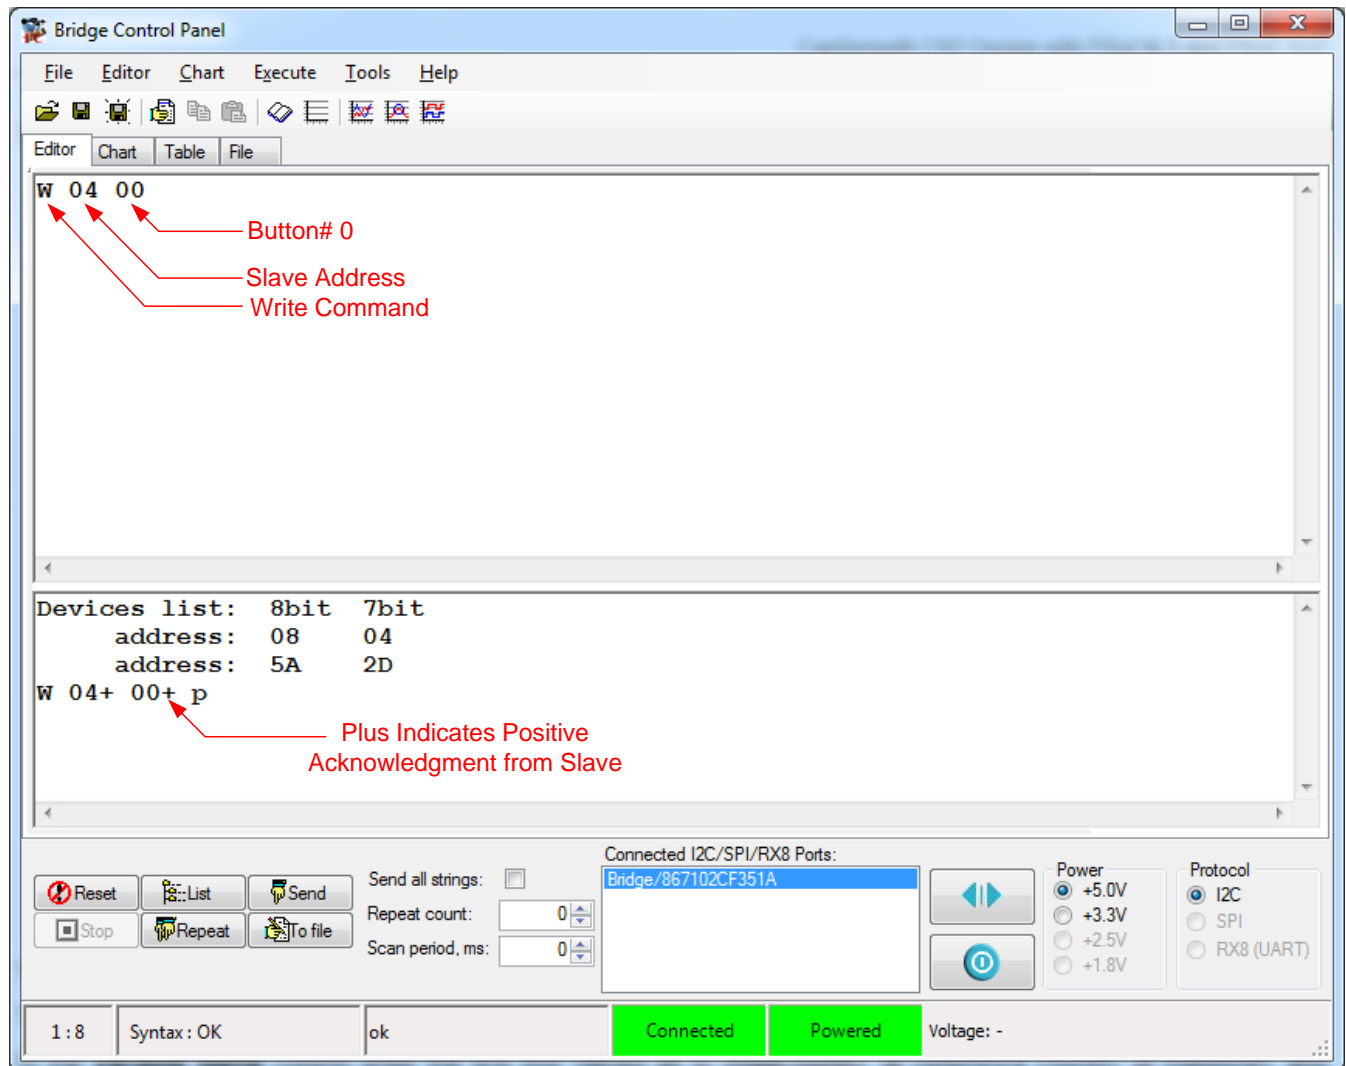 Bridge Control Panel
File Editor Chart Execute Tools Help
Editor Chart Table File
W 04 00
Button# 0
Slave Address
Write Command
Devices list: 8bit 7bit
address: 08 04
address: 5A 2D
W 04+ 00+ p
Plus Indicates Positive
Acknowledgment from Slave
Reset List Send
Stop Repeat To file
Send all strings:
Repeat count: 0
Scan period, ms: 0
Connected I2C/SPI/RX8 Ports:
Bridge/867102CF351A
Power
+5.0V
+3.3V
+2.5V
+1.8V
Protocol
I2C
SPI
RX8 (UART)
1 : 8 Syntax : OK ok Connected Powered Voltage: -